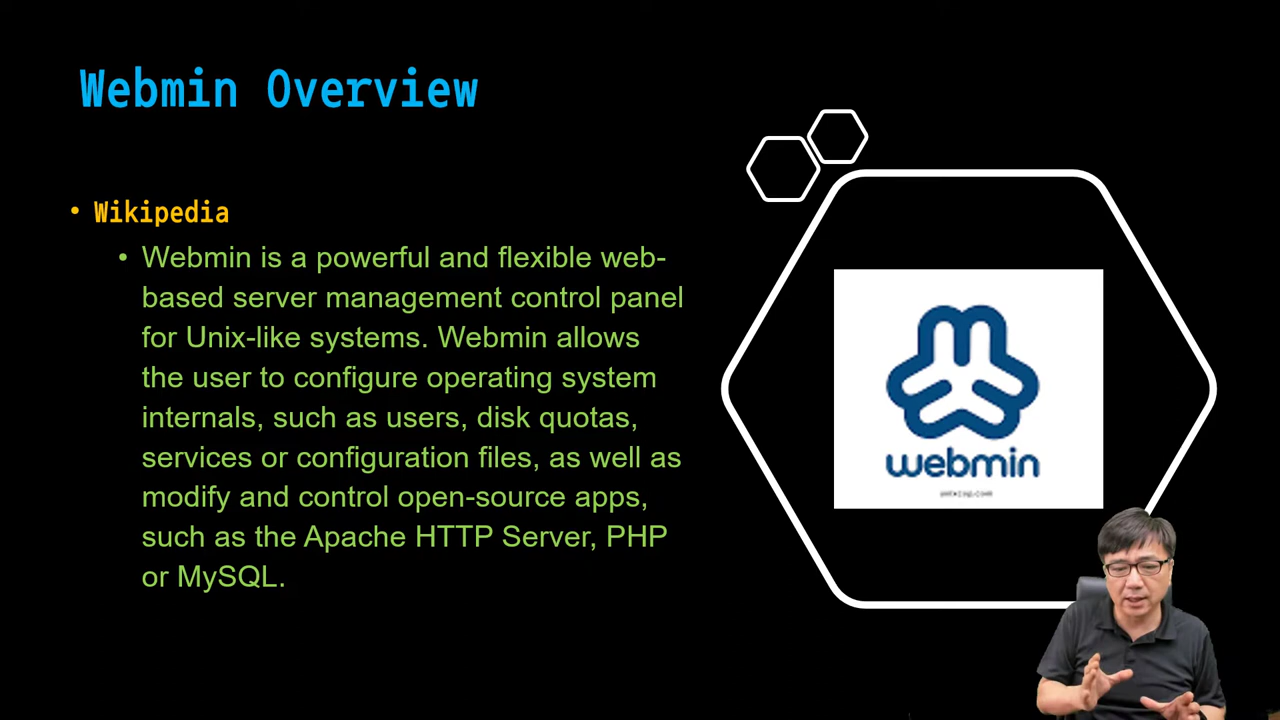 Webmin Overview
• Wikipedia
• Webmin is a powerful and flexible web-
based server management control panel
for Unix-like systems. Webmin allows
the user to configure operating system
internals, such as users, disk quotas,
services or configuration files, as well as
modify and control open-source apps,
such as the Apache HTTP Server, PHP
or MySQL.
webmin